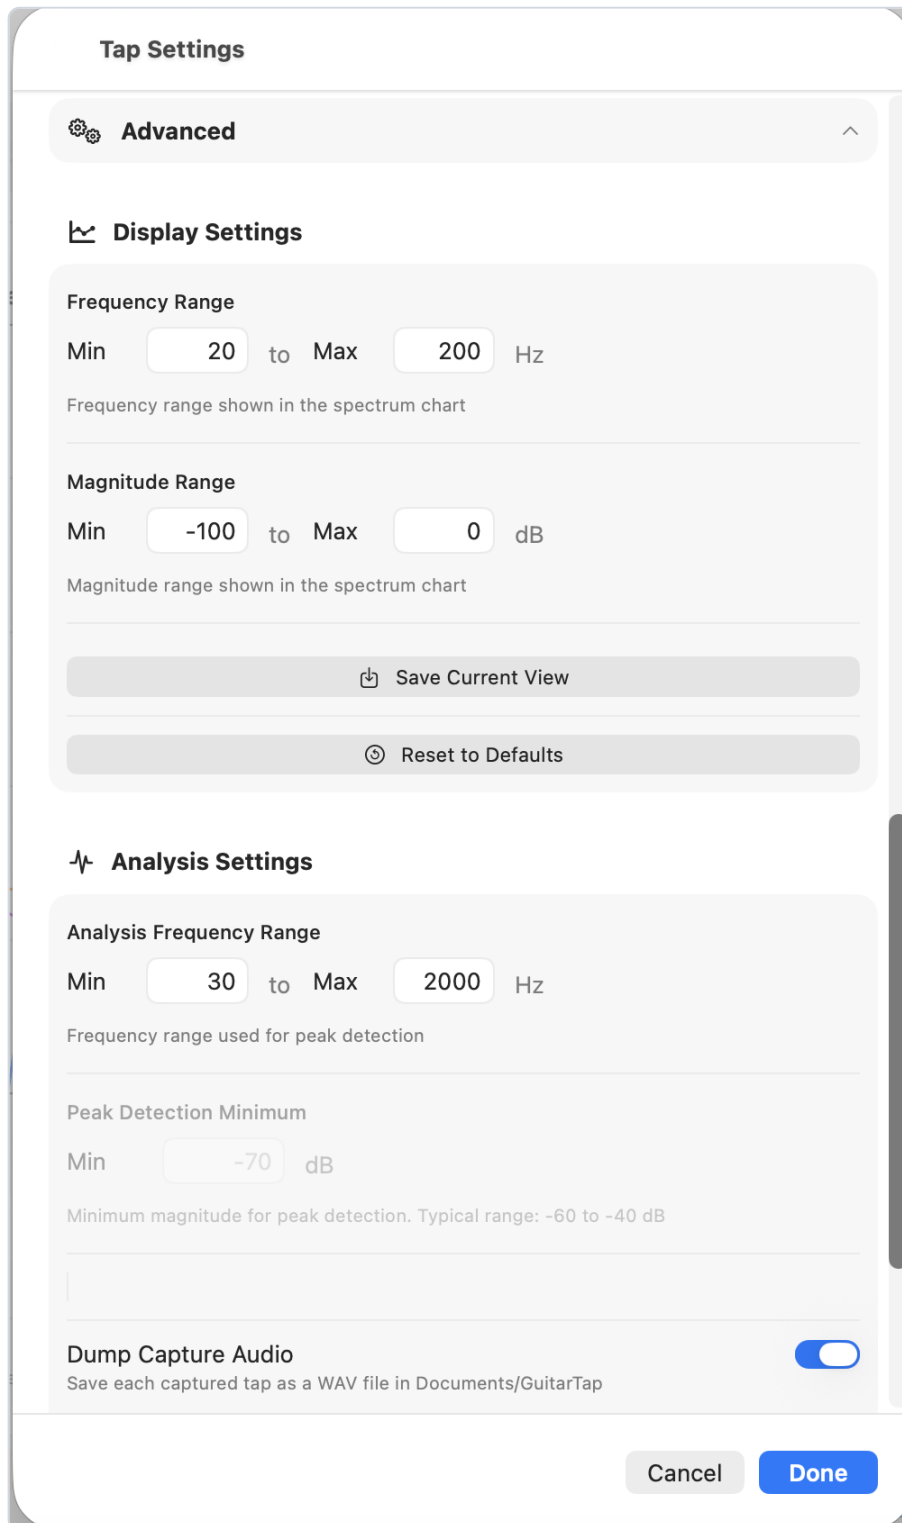 Tap Settings
Advanced
Display Settings
Frequency Range
Min 20 to Max 200 Hz
Frequency range shown in the spectrum chart
Magnitude Range
Min -100 to Max 0 dB
Magnitude range shown in the spectrum chart
Save Current View
Reset to Defaults
Analysis Settings
Analysis Frequency Range
Min 30 to Max 2000 Hz
Frequency range used for peak detection
Peak Detection Minimum
Min -70 dB
Minimum magnitude for peak detection. Typical range: -60 to -40 dB
Dump Capture Audio
Save each captured tap as a WAV file in Documents/GuitarTap
Cancel Done